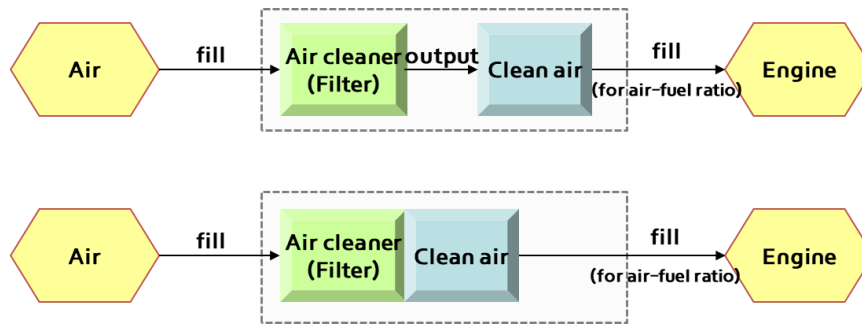 Air
fill
Air cleaner
(Filter)
output
Clean air
fill
(for air-fuel ratio)
Engine
Air
fill
Air cleaner
(Filter)
Clean air
fill
(for air-fuel ratio)
Engine